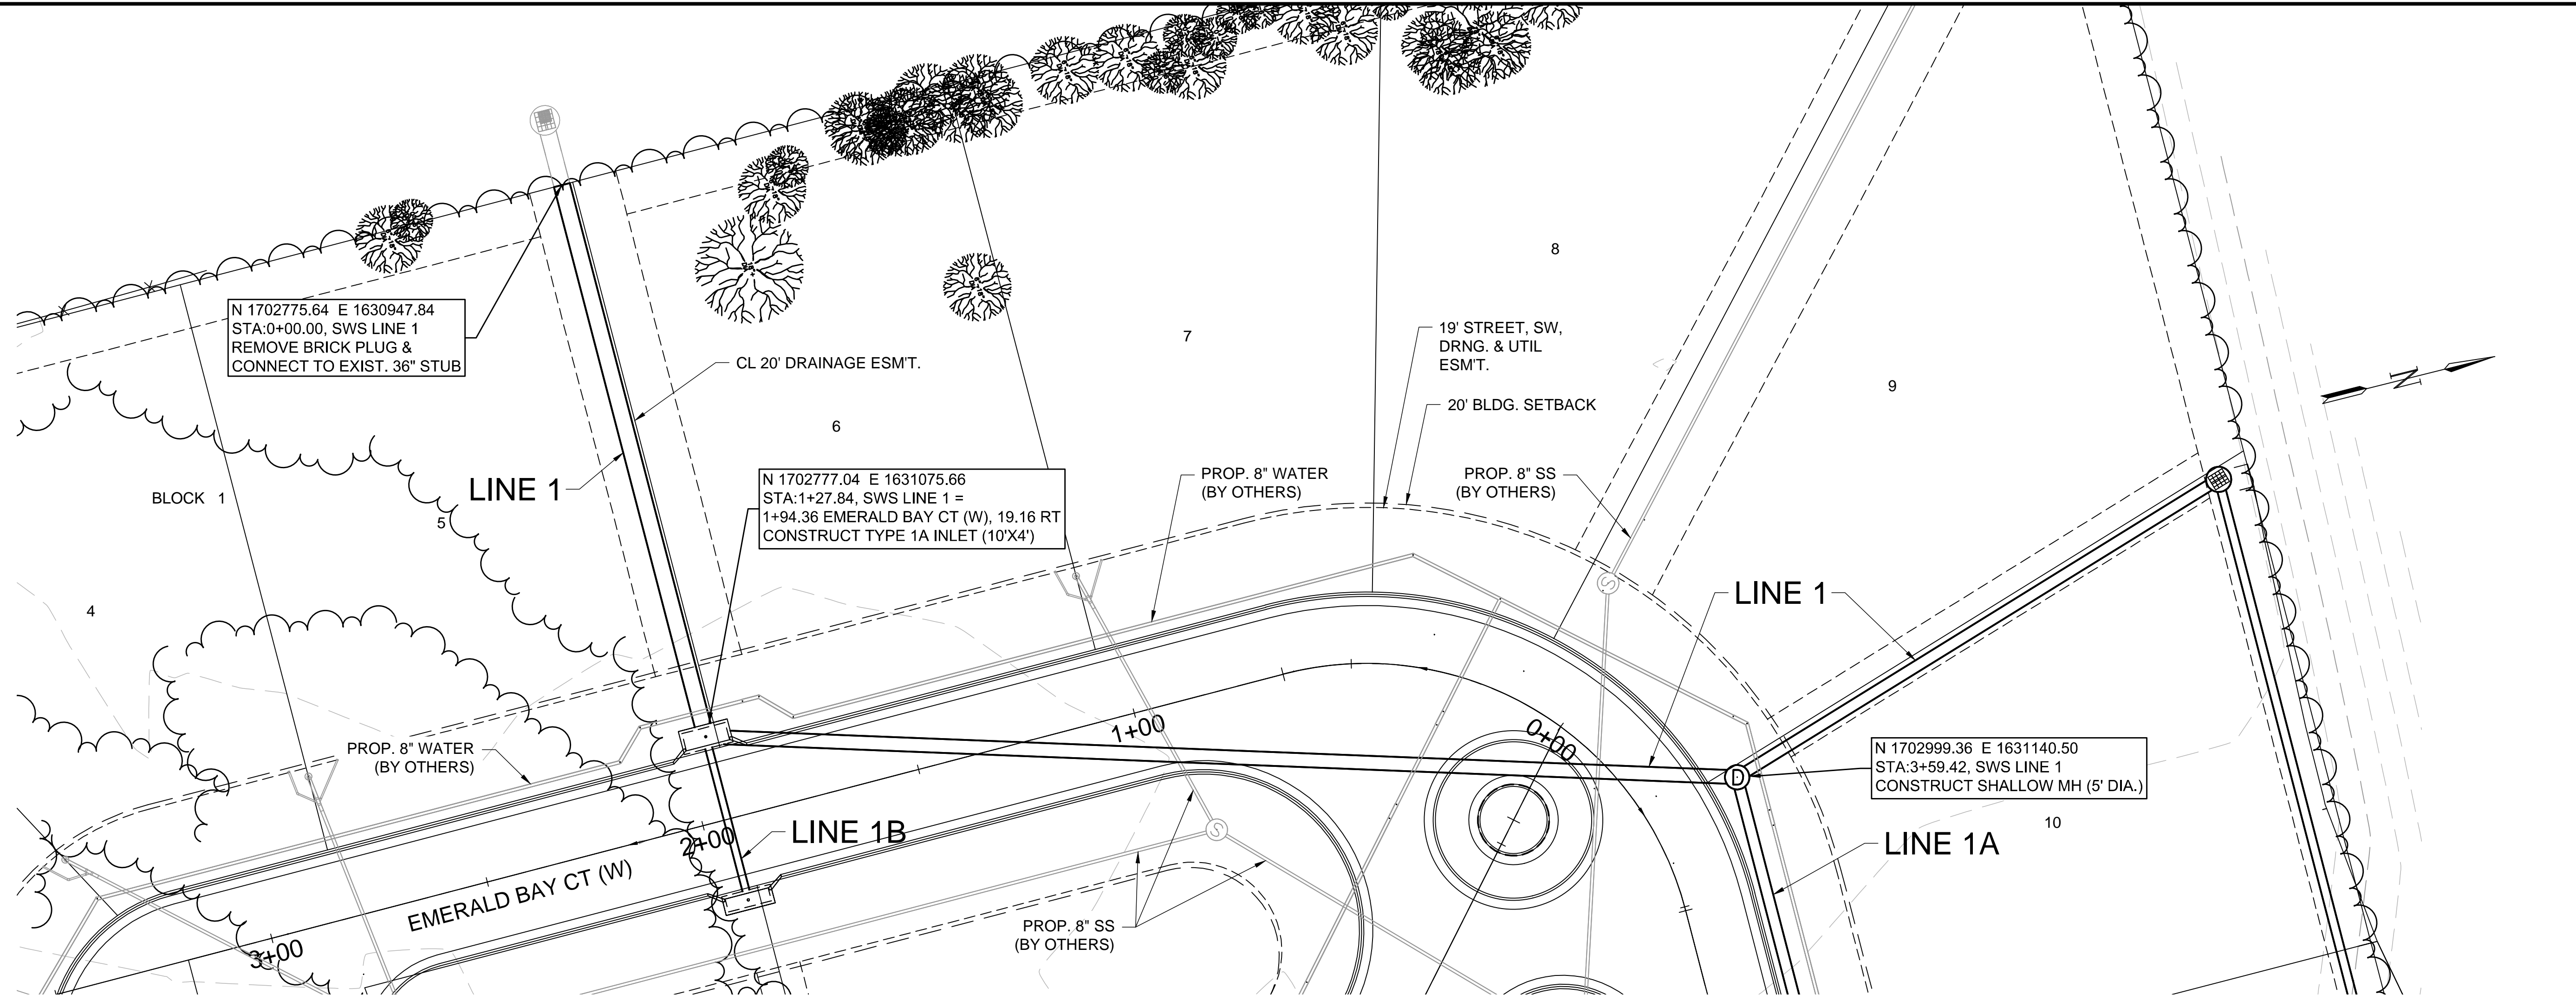 N 1702775.64 E 1630947.84
STA:0+00.00, SWS LINE 1
REMOVE BRICK PLUG &
CONNECT TO EXIST. 36" STUB
CL 20' DRAINAGE ESM'T.
LINE 1
BLOCK 1
4
5
6
7
8
9
10
N 1702777.04 E 1631075.66
STA:1+27.84, SWS LINE 1 =
1+94.36 EMERALD BAY CT (W), 19.16 RT
CONSTRUCT TYPE 1A INLET (10'X4')
19' STREET, SW,
DRNG. & UTIL
ESM'T.
20' BLDG. SETBACK
PROP. 8" WATER
(BY OTHERS)
PROP. 8" SS
(BY OTHERS)
N
S
LINE 1
N 1702999.36 E 1631140.50
STA:3+59.42, SWS LINE 1
CONSTRUCT SHALLOW MH (5' DIA.)
D
LINE 1A
PROP. 8" WATER
(BY OTHERS)
0+00
1+00
2+00
3+00
LINE 1B
EMERALD BAY CT (W)
S
PROP. 8" SS
(BY OTHERS)